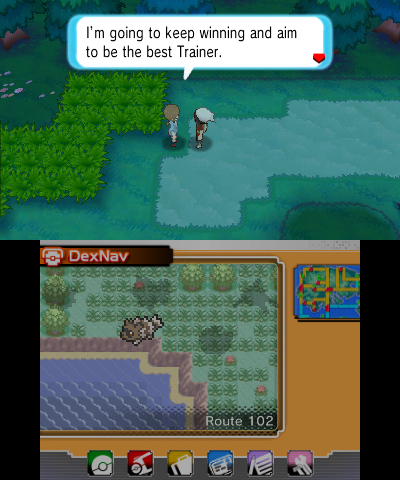 I'm going to keep winning and aim
to be the best Trainer.
DexNav
Route 102